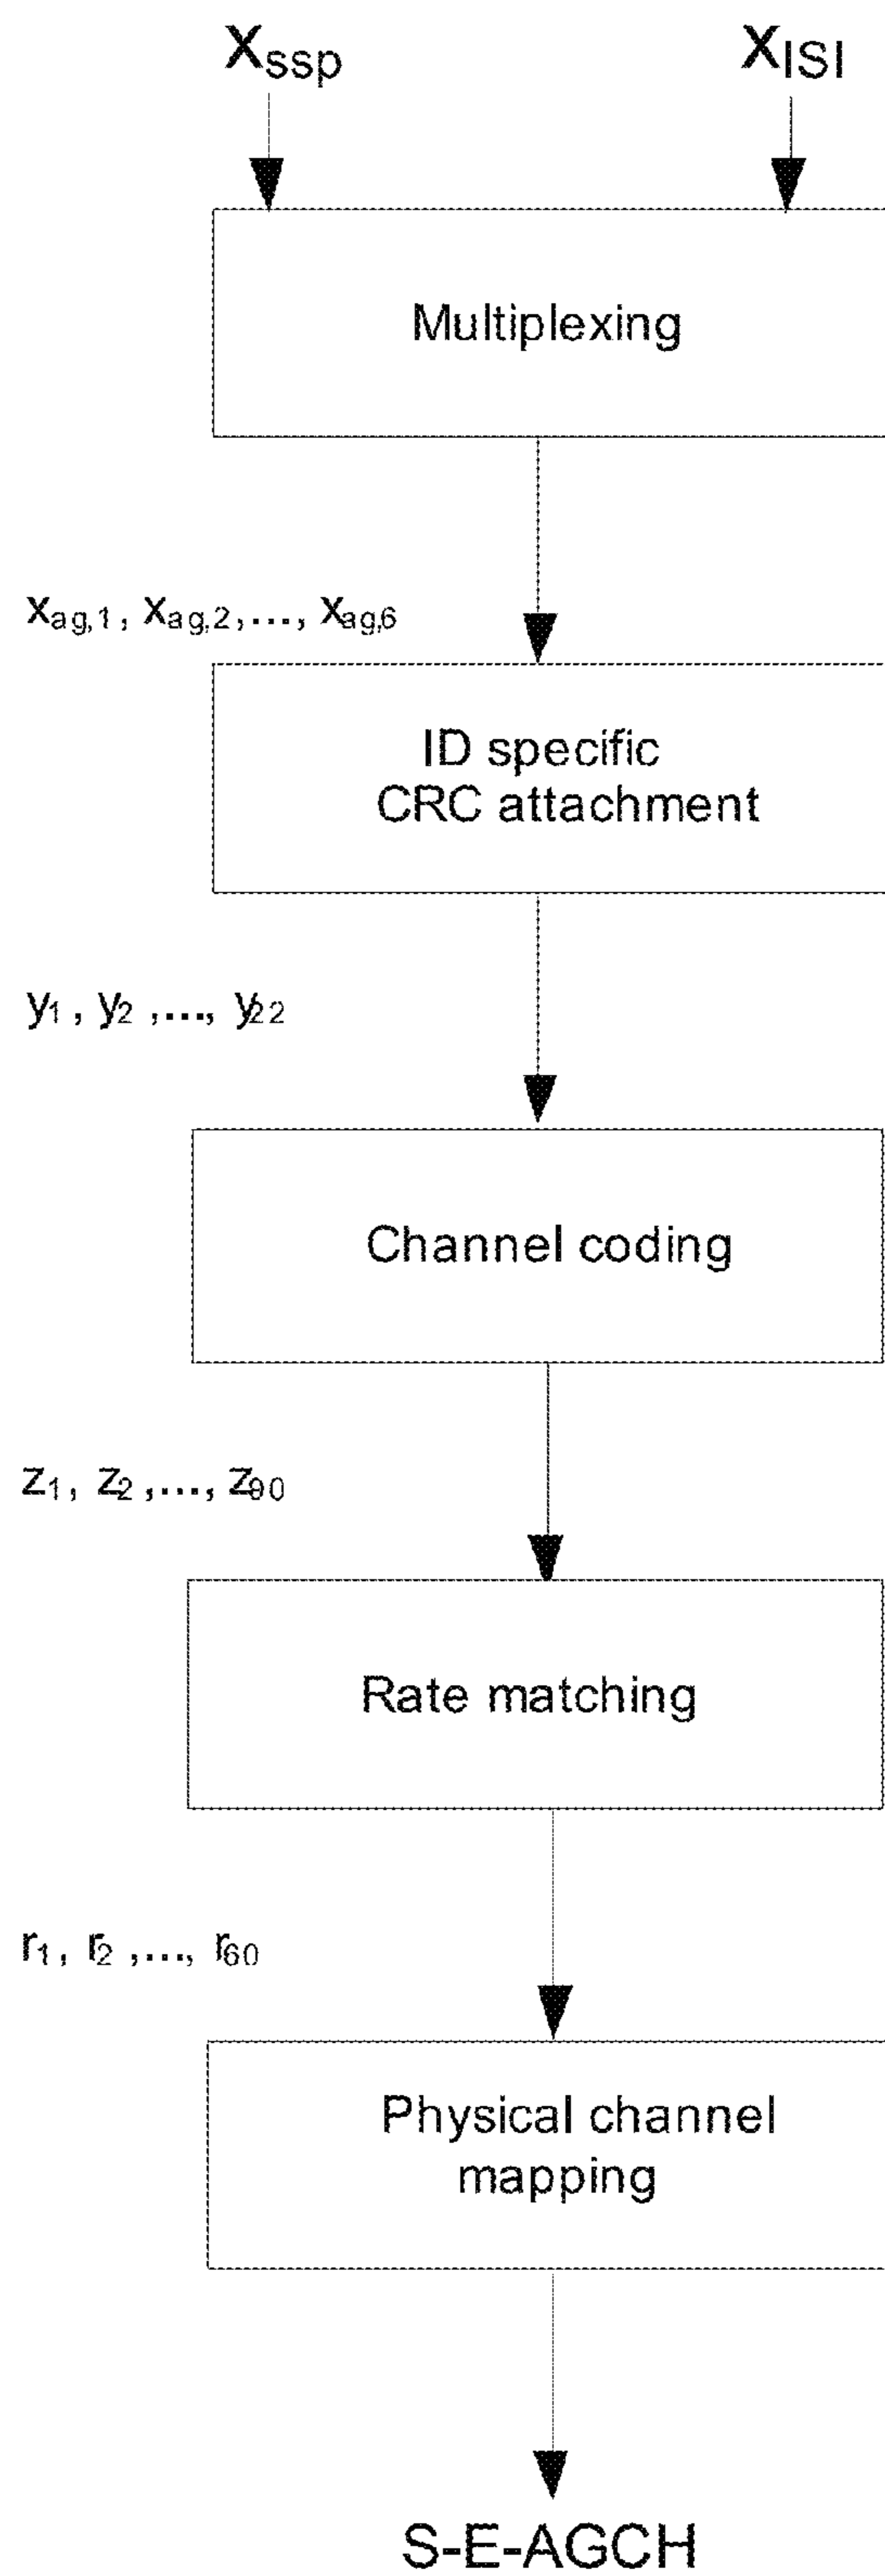 Xssp XISI
Multiplexing
xag,1, xag,2,..., xag,6
ID specific
CRC attachment
y1, y2,..., y22
Channel coding
z1, z2,..., z90
Rate matching
r1, r2,..., r60
Physical channel
mapping
S-E-AGCH